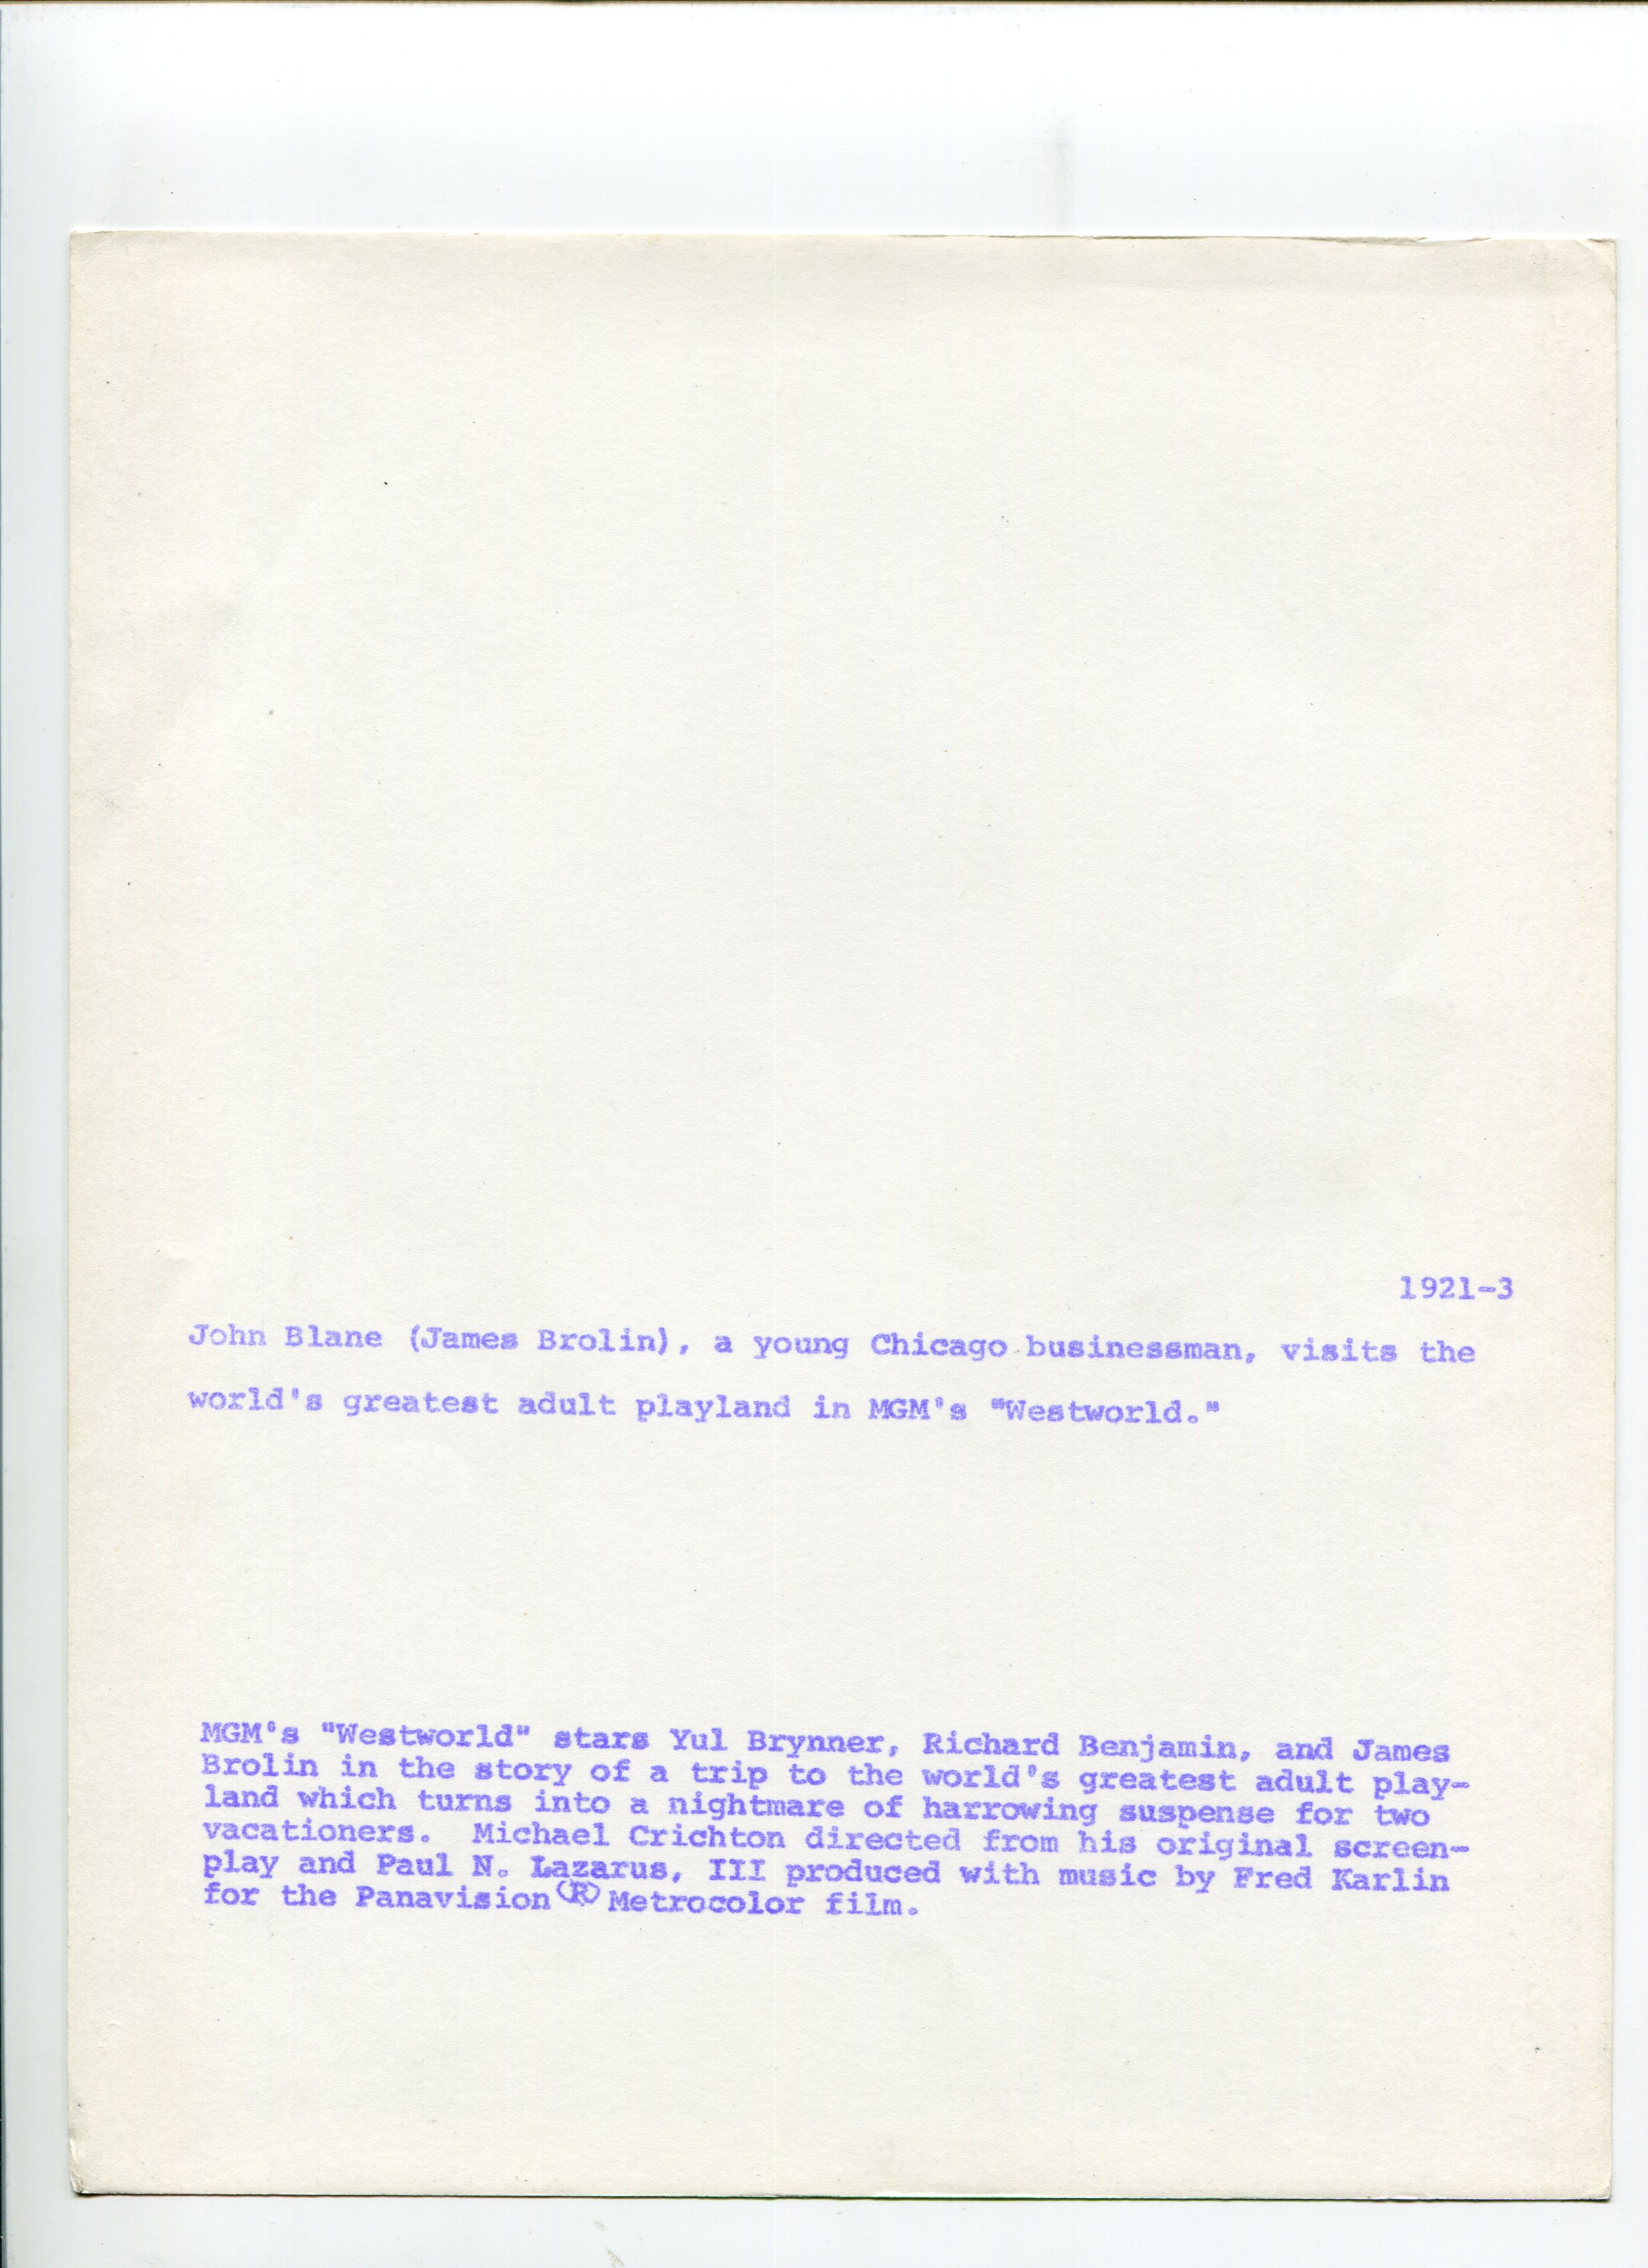 1921-3
John Blane (James Brolin), a young Chicago businessman, visits the
world's greatest adult playland in MGM's "Westworld."
MGM's "Westworld" stars Yul Brynner, Richard Benjamin, and James
Brolin in the story of a trip to the world's greatest adult play-
land which turns into a nightmare of harrowing suspense for two
vacationers.  Michael Crichton directed from his original screen-
play and Paul N. Lazarus, III produced with music by Fred Karlin
for the Panavision(R) Metrocolor film.